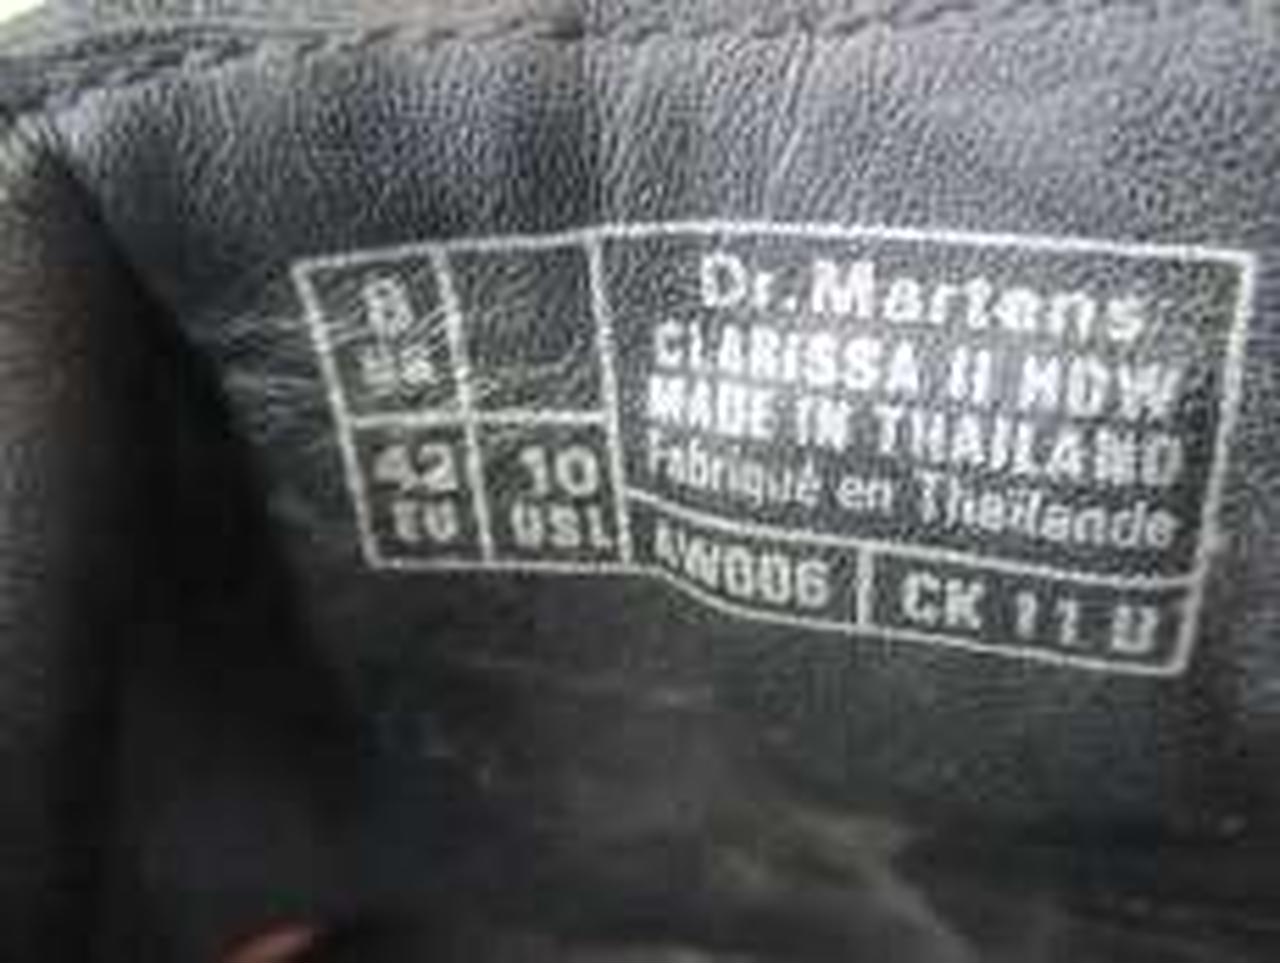 8
UK
42
EU
10
USL
Dr.Martens
CLARISSA II HDW
MADE IN THAILAND
Fabriqué en Thaïlande
AW006
CK 11 U